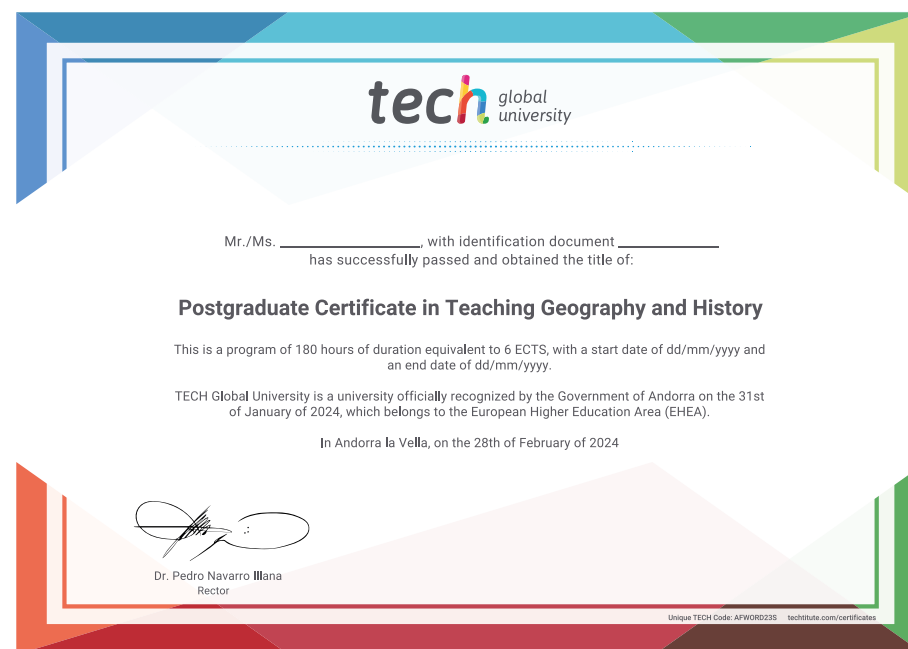 tech global university
Mr./Ms. ____________, with identification document ____________
has successfully passed and obtained the title of:
Postgraduate Certificate in Teaching Geography and History
This is a program of 180 hours of duration equivalent to 6 ECTS, with a start date of dd/mm/yyyy and
an end date of dd/mm/yyyy.
TECH Global University is a university officially recognized by the Government of Andorra on the 31st
of January of 2024, which belongs to the European Higher Education Area (EHEA).
In Andorra la Vella, on the 28th of February of 2024
Dr. Pedro Navarro Illana
Rector
Unique TECH Code: AFWORD23S techtitute.com/certificates